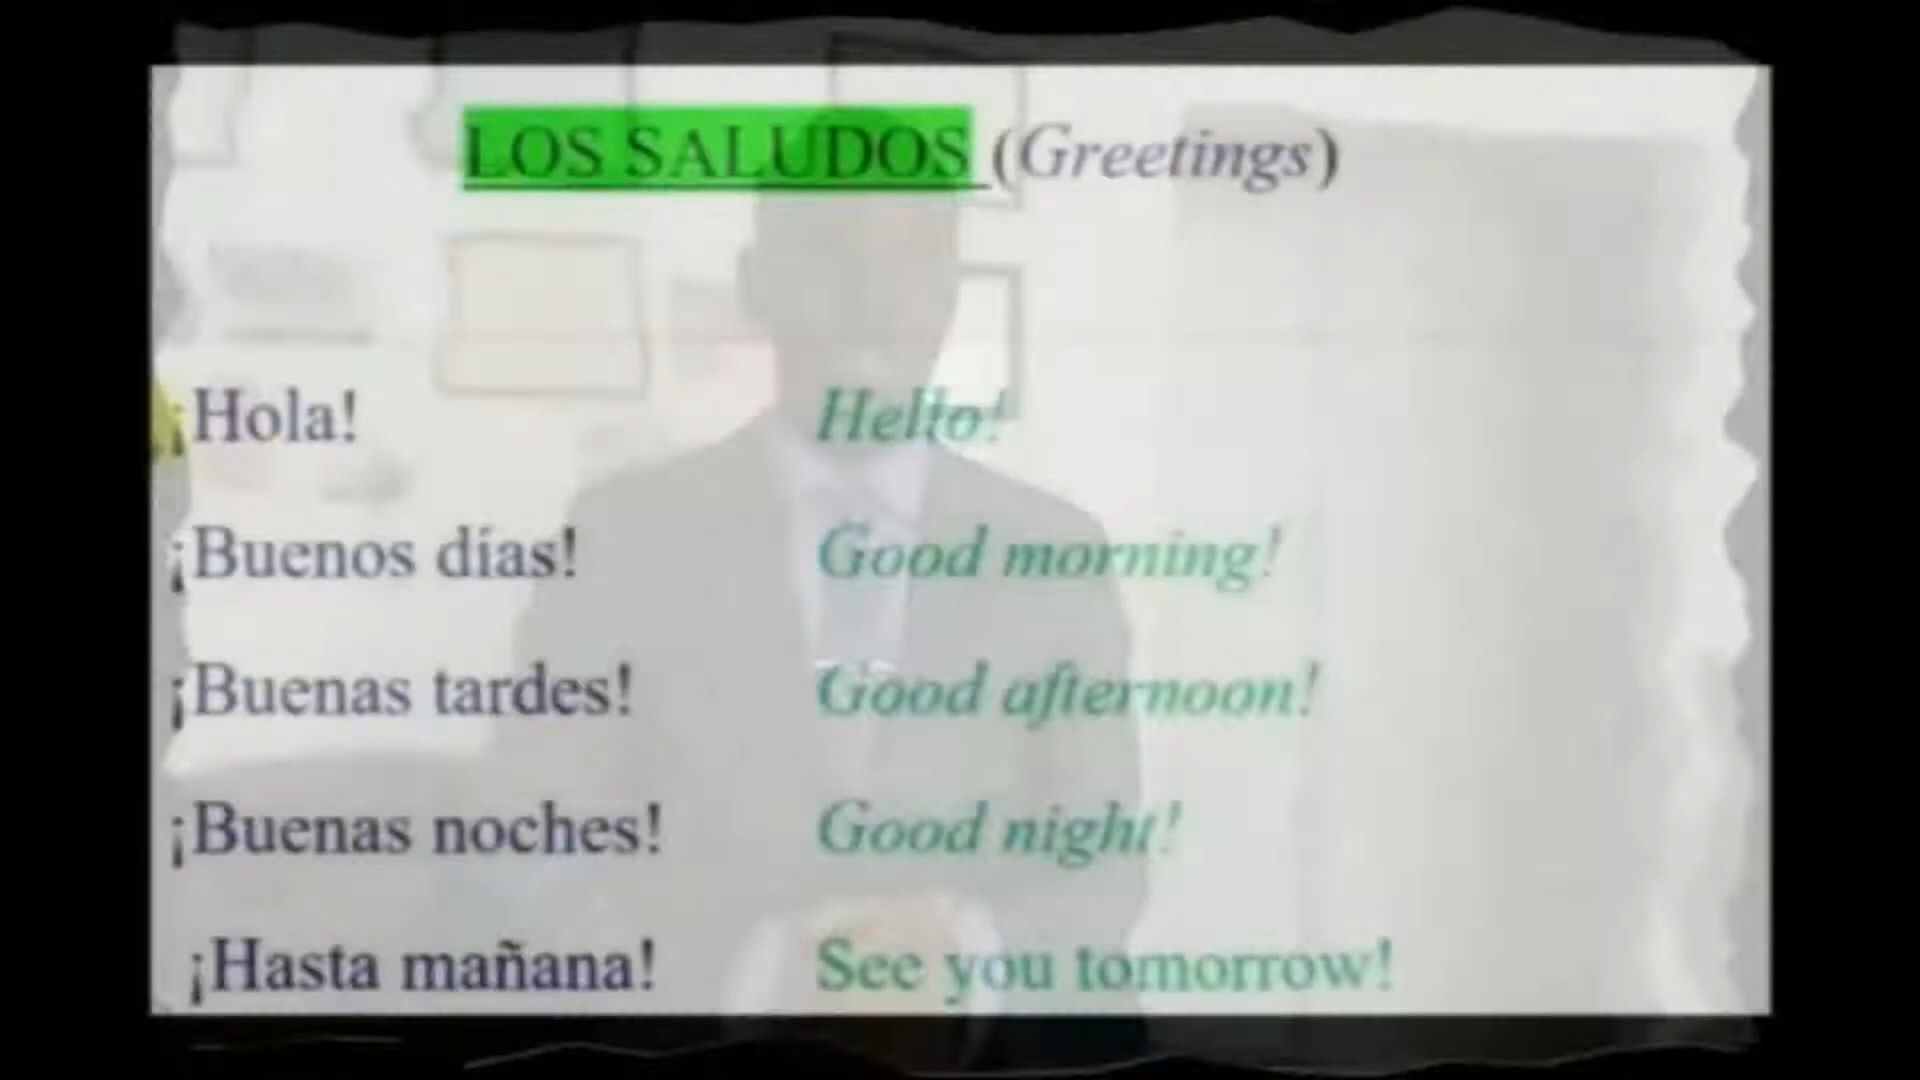 LOS SALUDOS (Greetings)
¡Hola! Hello!
¡Buenos días! Good morning!
¡Buenas tardes! Good afternoon!
¡Buenas noches! Good night!
¡Hasta mañana! See you tomorrow!